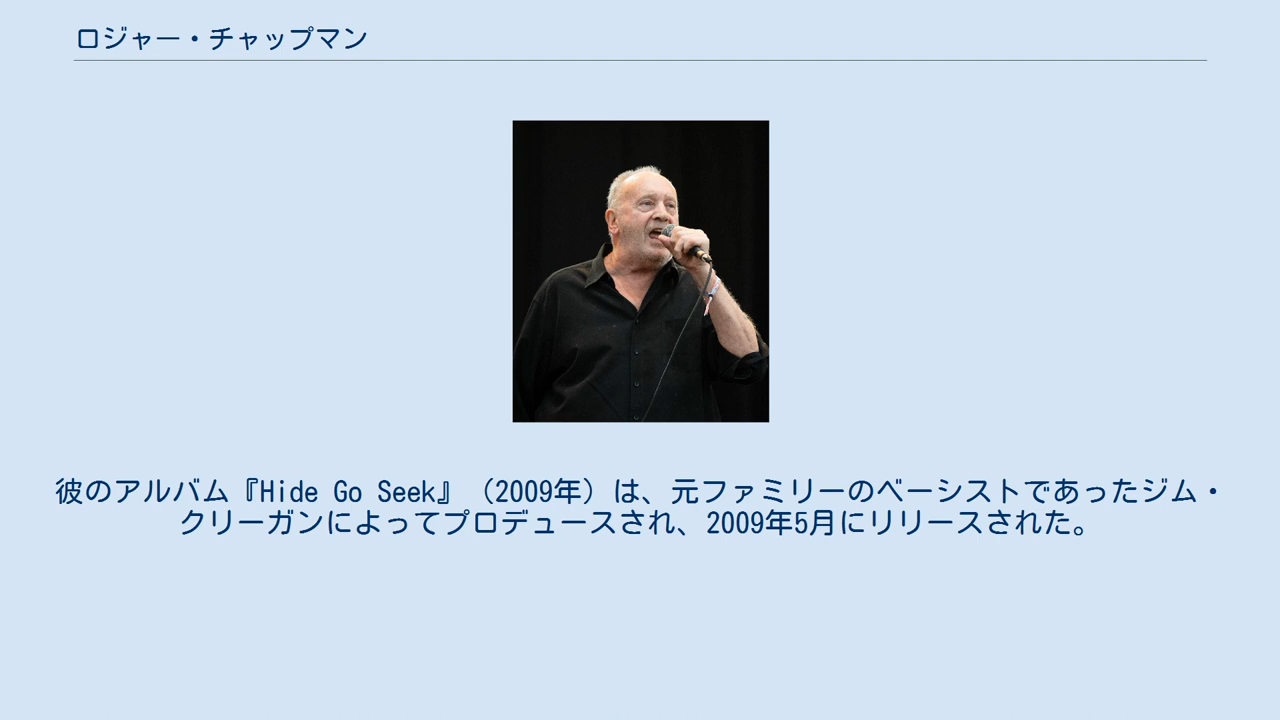 ロジャー・チャップマン
彼のアルバム『Hide Go Seek』（2009年）は、元ファミリーのベーシストであったジム・
クリーガンによってプロデュースされ、2009年5月にリリースされた。